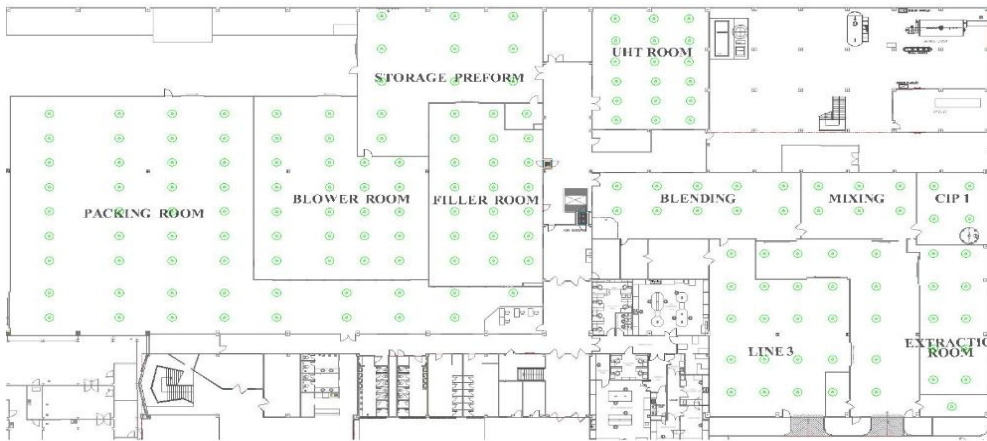 UHT ROOM
STORAGE PREFORM
PACKING ROOM
BLOWER ROOM
FILLER ROOM
BLENDING
MIXING
CIP 1
LINE 3
EXTRACTIO
ROOM